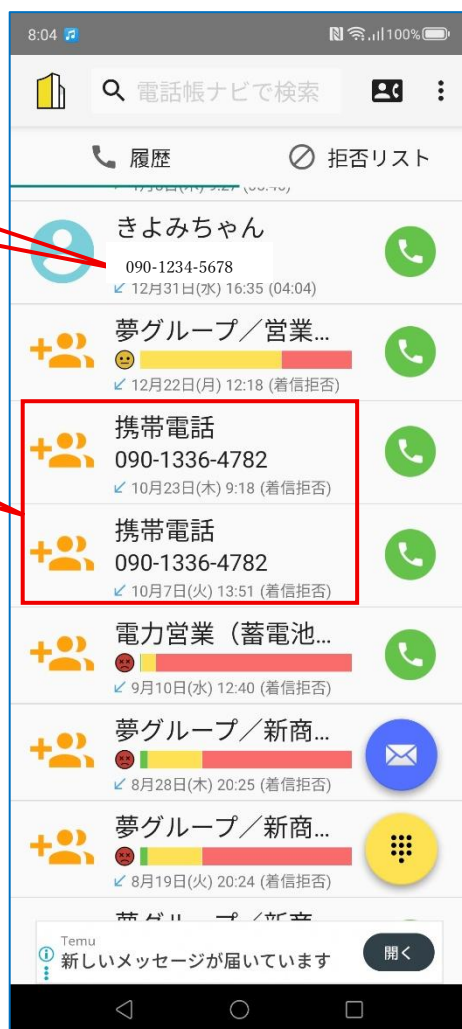 8:04
100%
電話帳ナビで検索
履歴
拒否リスト
きよみちゃん
090-1234-5678
12月31日(水) 16:35 (04:04)
夢グループ／営業...
12月22日(月) 12:18 (着信拒否)
携帯電話
090-1336-4782
10月23日(木) 9:18 (着信拒否)
携帯電話
090-1336-4782
10月7日(火) 13:51 (着信拒否)
電力営業（蓄電池...
9月10日(水) 12:40 (着信拒否)
夢グループ／新商...
8月28日(木) 20:25 (着信拒否)
夢グループ／新商...
8月19日(火) 20:24 (着信拒否)
Temu
新しいメッセージが届いています
開く